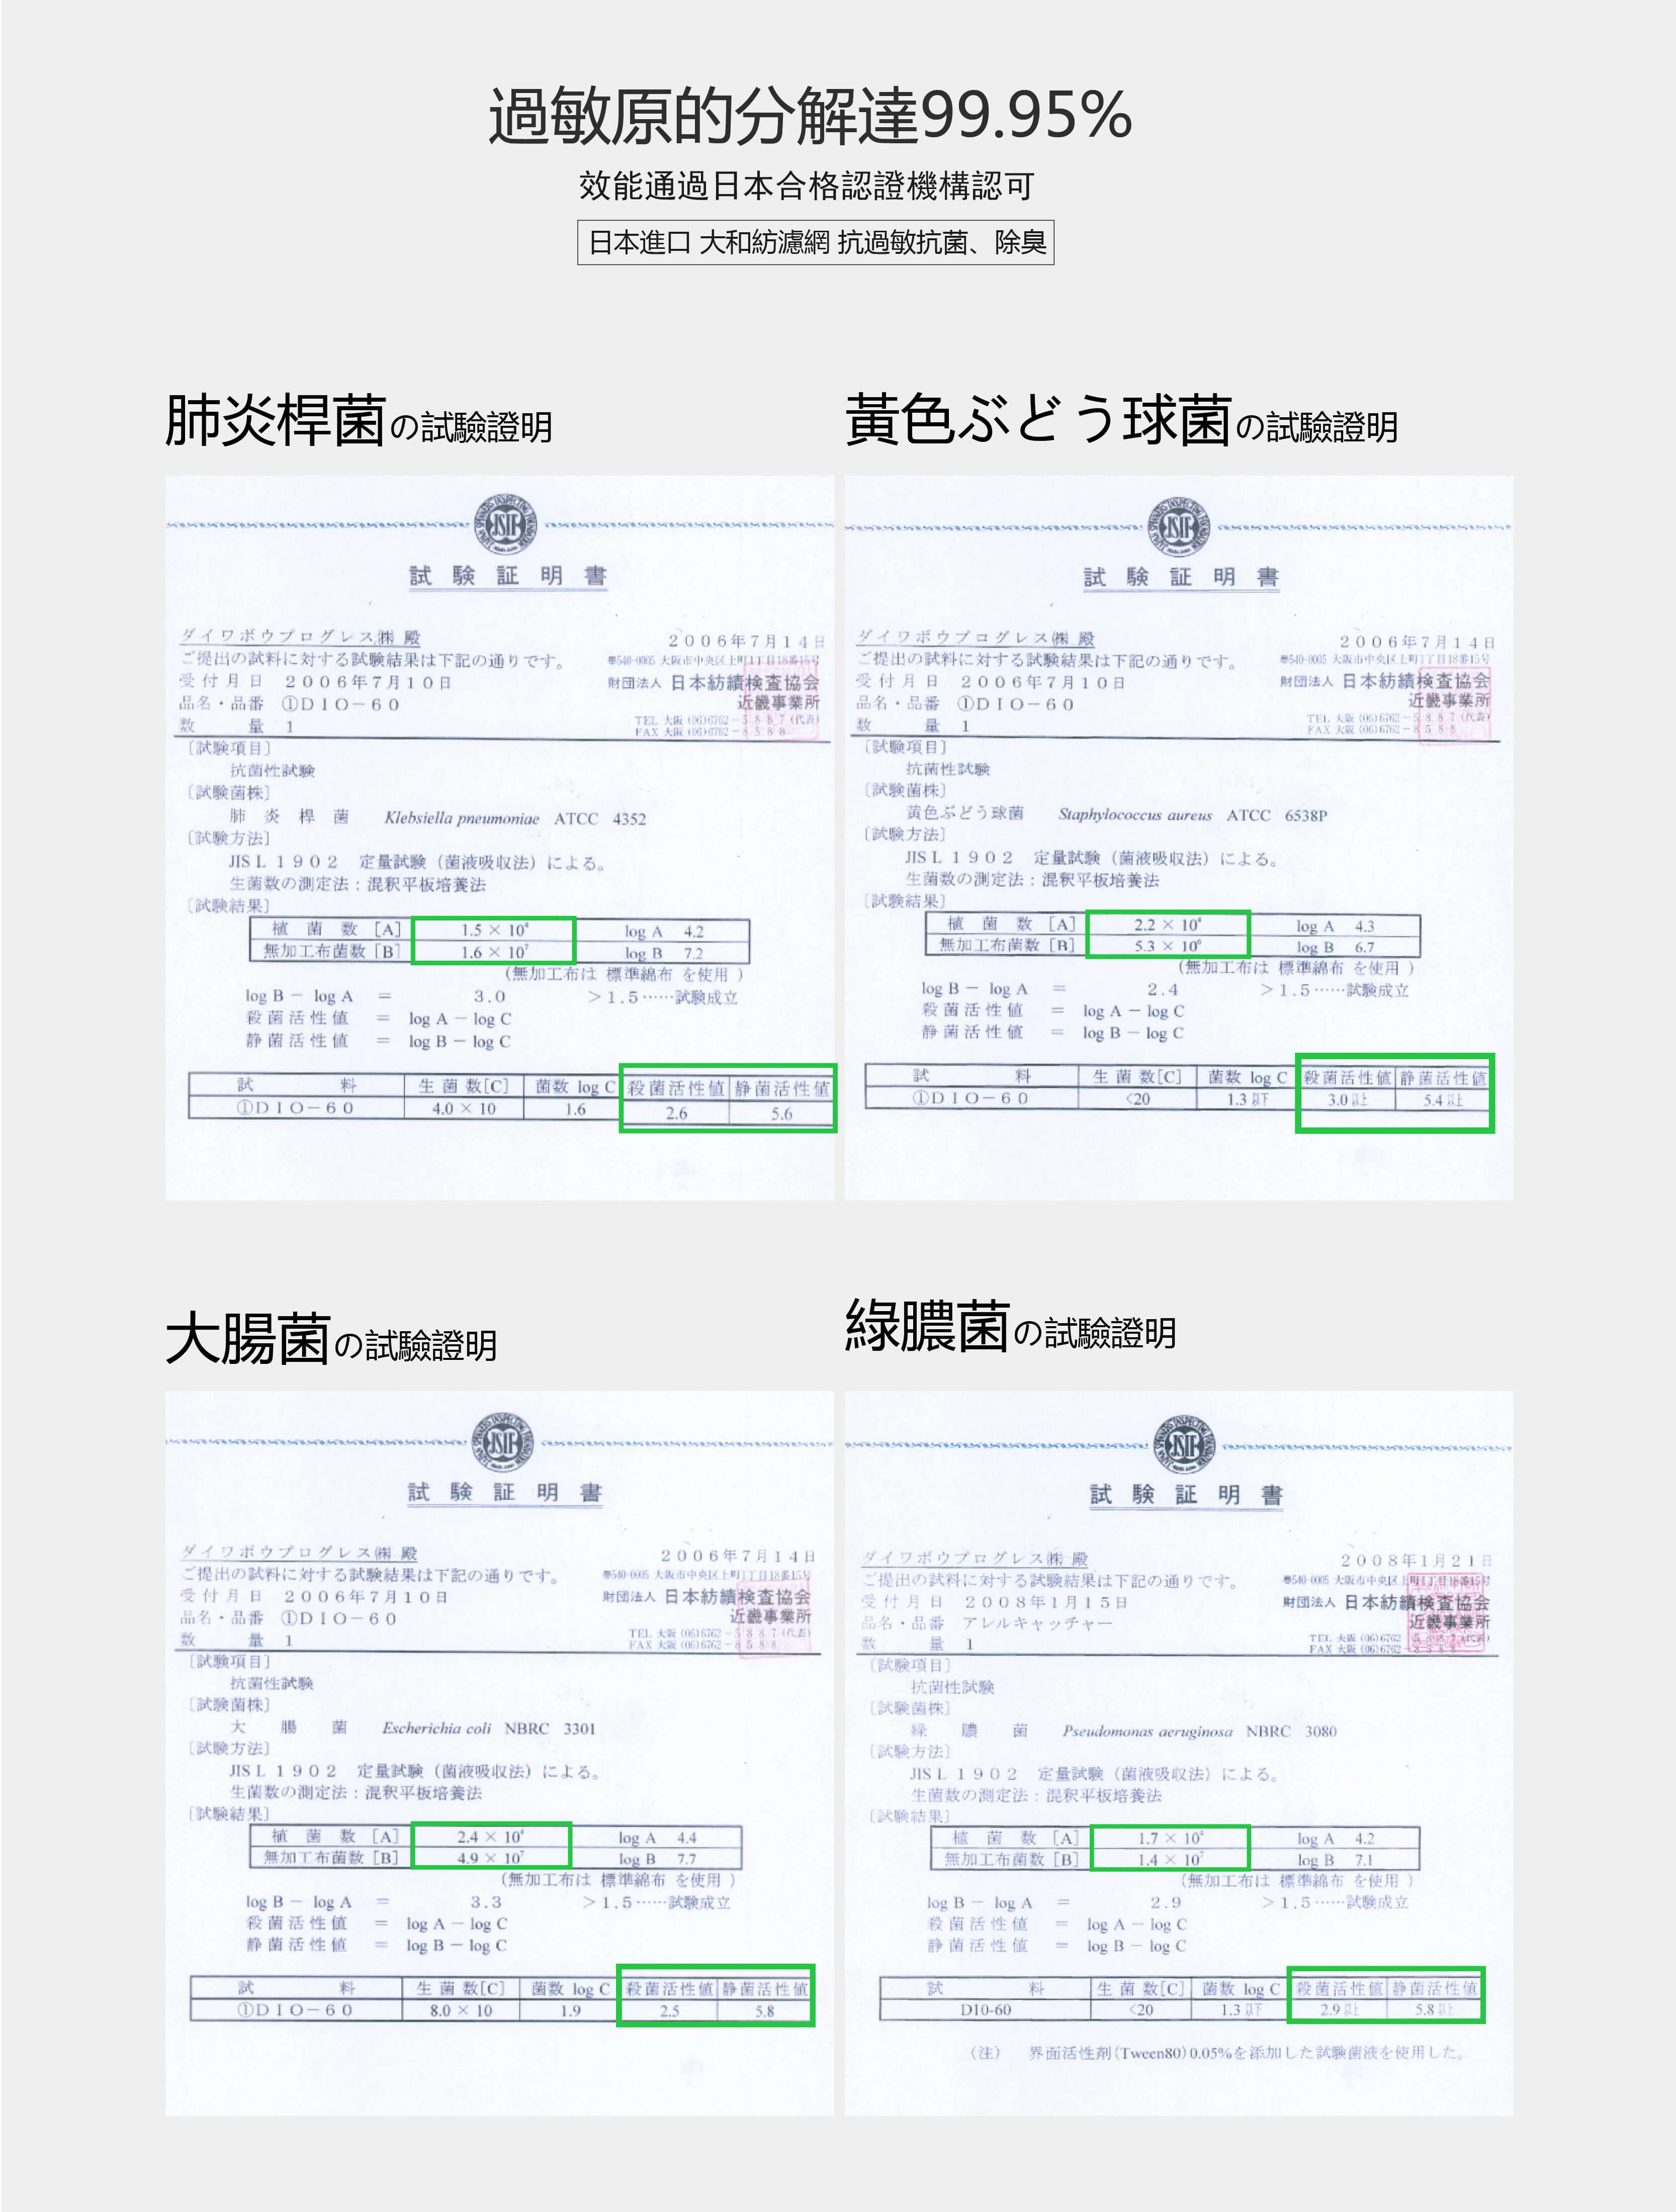 過敏原的分解達99.95%
效能通過日本合格認證機構認可
日本進口 大和紡濾網 抗過敏抗菌、除臭
肺炎桿菌の試驗證明
JSIF
試験証明書
ダイワボウプログレス㈱ 殿
2006年7月14日
ご提出の試料に対する試験結果は下記の通りです。
〒540-0005 大阪市中央区上町1丁目18番15号
受付月日 2006年7月10日
財団法人 日本紡績検査協会
品名・品番 ①DIO-60
近畿事業所
数量 1
TEL 大阪 (06)6762-5887(代表)
FAX 大阪 (06)6762-8588
〔試験項目〕
抗菌性試験
〔試験菌株〕
肺炎桿菌 Klebsiella pneumoniae ATCC 4352
〔試験方法〕
JIS L 1902 定量試験(菌液吸収法)による。
生菌数の測定法:混釈平板培養法
〔試験結果〕
植菌数 [A] 1.5 × 10⁴ log A 4.2
無加工布菌数 [B] 1.6 × 10⁷ log B 7.2
(無加工布は 標準綿布 を使用)
log B - log A = 3.0 >1.5……試験成立
殺菌活性値 = log A - log C
静菌活性値 = log B - log C
試料 生菌数[C] 菌数 log C 殺菌活性値 静菌活性値
①DIO-60 4.0 × 10 1.6 2.6 5.6
黃色ぶどう球菌の試驗證明
JSIF
試験証明書
ダイワボウプログレス㈱ 殿
2006年7月14日
ご提出の試料に対する試験結果は下記の通りです。
〒540-0005 大阪市中央区上町1丁目18番15号
受付月日 2006年7月10日
財団法人 日本紡績検査協会
品名・品番 ①DIO-60
近畿事業所
数量 1
TEL 大阪 (06)6762-5887(代表)
FAX 大阪 (06)6762-8588
〔試験項目〕
抗菌性試験
〔試験菌株〕
黄色ぶどう球菌 Staphylococcus aureus ATCC 6538P
〔試験方法〕
JIS L 1902 定量試験(菌液吸収法)による。
生菌数の測定法:混釈平板培養法
〔試験結果〕
植菌数 [A] 2.2 × 10⁴ log A 4.3
無加工布菌数 [B] 5.3 × 10⁶ log B 6.7
(無加工布は 標準綿布 を使用)
log B - log A = 2.4 >1.5……試験成立
殺菌活性値 = log A - log C
静菌活性値 = log B - log C
試料 生菌数[C] 菌数 log C 殺菌活性値 静菌活性値
①DIO-60 <20 1.3以下 3.0以上 5.4以上
大腸菌の試驗證明
JSIF
試験証明書
ダイワボウプログレス㈱ 殿
2006年7月14日
ご提出の試料に対する試験結果は下記の通りです。
〒540-0005 大阪市中央区上町1丁目18番15号
受付月日 2006年7月10日
財団法人 日本紡績検査協会
品名・品番 ①DIO-60
近畿事業所
数量 1
TEL 大阪 (06)6762-5887(代表)
FAX 大阪 (06)6762-8588
〔試験項目〕
抗菌性試験
〔試験菌株〕
大腸菌 Escherichia coli NBRC 3301
〔試験方法〕
JIS L 1902 定量試験(菌液吸収法)による。
生菌数の測定法:混釈平板培養法
〔試験結果〕
植菌数 [A] 2.4 × 10⁴ log A 4.4
無加工布菌数 [B] 4.9 × 10⁷ log B 7.7
(無加工布は 標準綿布 を使用)
log B - log A = 3.3 >1.5……試験成立
殺菌活性値 = log A - log C
静菌活性値 = log B - log C
試料 生菌数[C] 菌数 log C 殺菌活性値 静菌活性値
①DIO-60 8.0 × 10 1.9 2.5 5.8
綠膿菌の試驗證明
JSIF
試験証明書
ダイワボウプログレス㈱ 殿
2008年1月21日
ご提出の試料に対する試験結果は下記の通りです。
〒540-0005 大阪市中央区上町1丁目18番15号
受付月日 2008年1月15日
財団法人 日本紡績検査協会
品名・品番 アレルキャッチャー
近畿事業所
数量 1
TEL 大阪 (06)6762-5887(代表)
FAX 大阪 (06)6762-8588
〔試験項目〕
抗菌性試験
〔試験菌株〕
緑膿菌 Pseudomonas aeruginosa NBRC 3080
〔試験方法〕
JIS L 1902 定量試験(菌液吸収法)による。
生菌数の測定法:混釈平板培養法
〔試験結果〕
植菌数 [A] 1.7 × 10⁴ log A 4.2
無加工布菌数 [B] 1.4 × 10⁷ log B 7.1
(無加工布は 標準綿布 を使用)
log B - log A = 2.9 >1.5……試験成立
殺菌活性値 = log A - log C
静菌活性値 = log B - log C
試料 生菌数[C] 菌数 log C 殺菌活性値 静菌活性値
D10-60 <20 1.3以下 2.9以上 5.8以上
(注) 界面活性剤(Tween80)0.05%を添加した試験菌液を使用した。